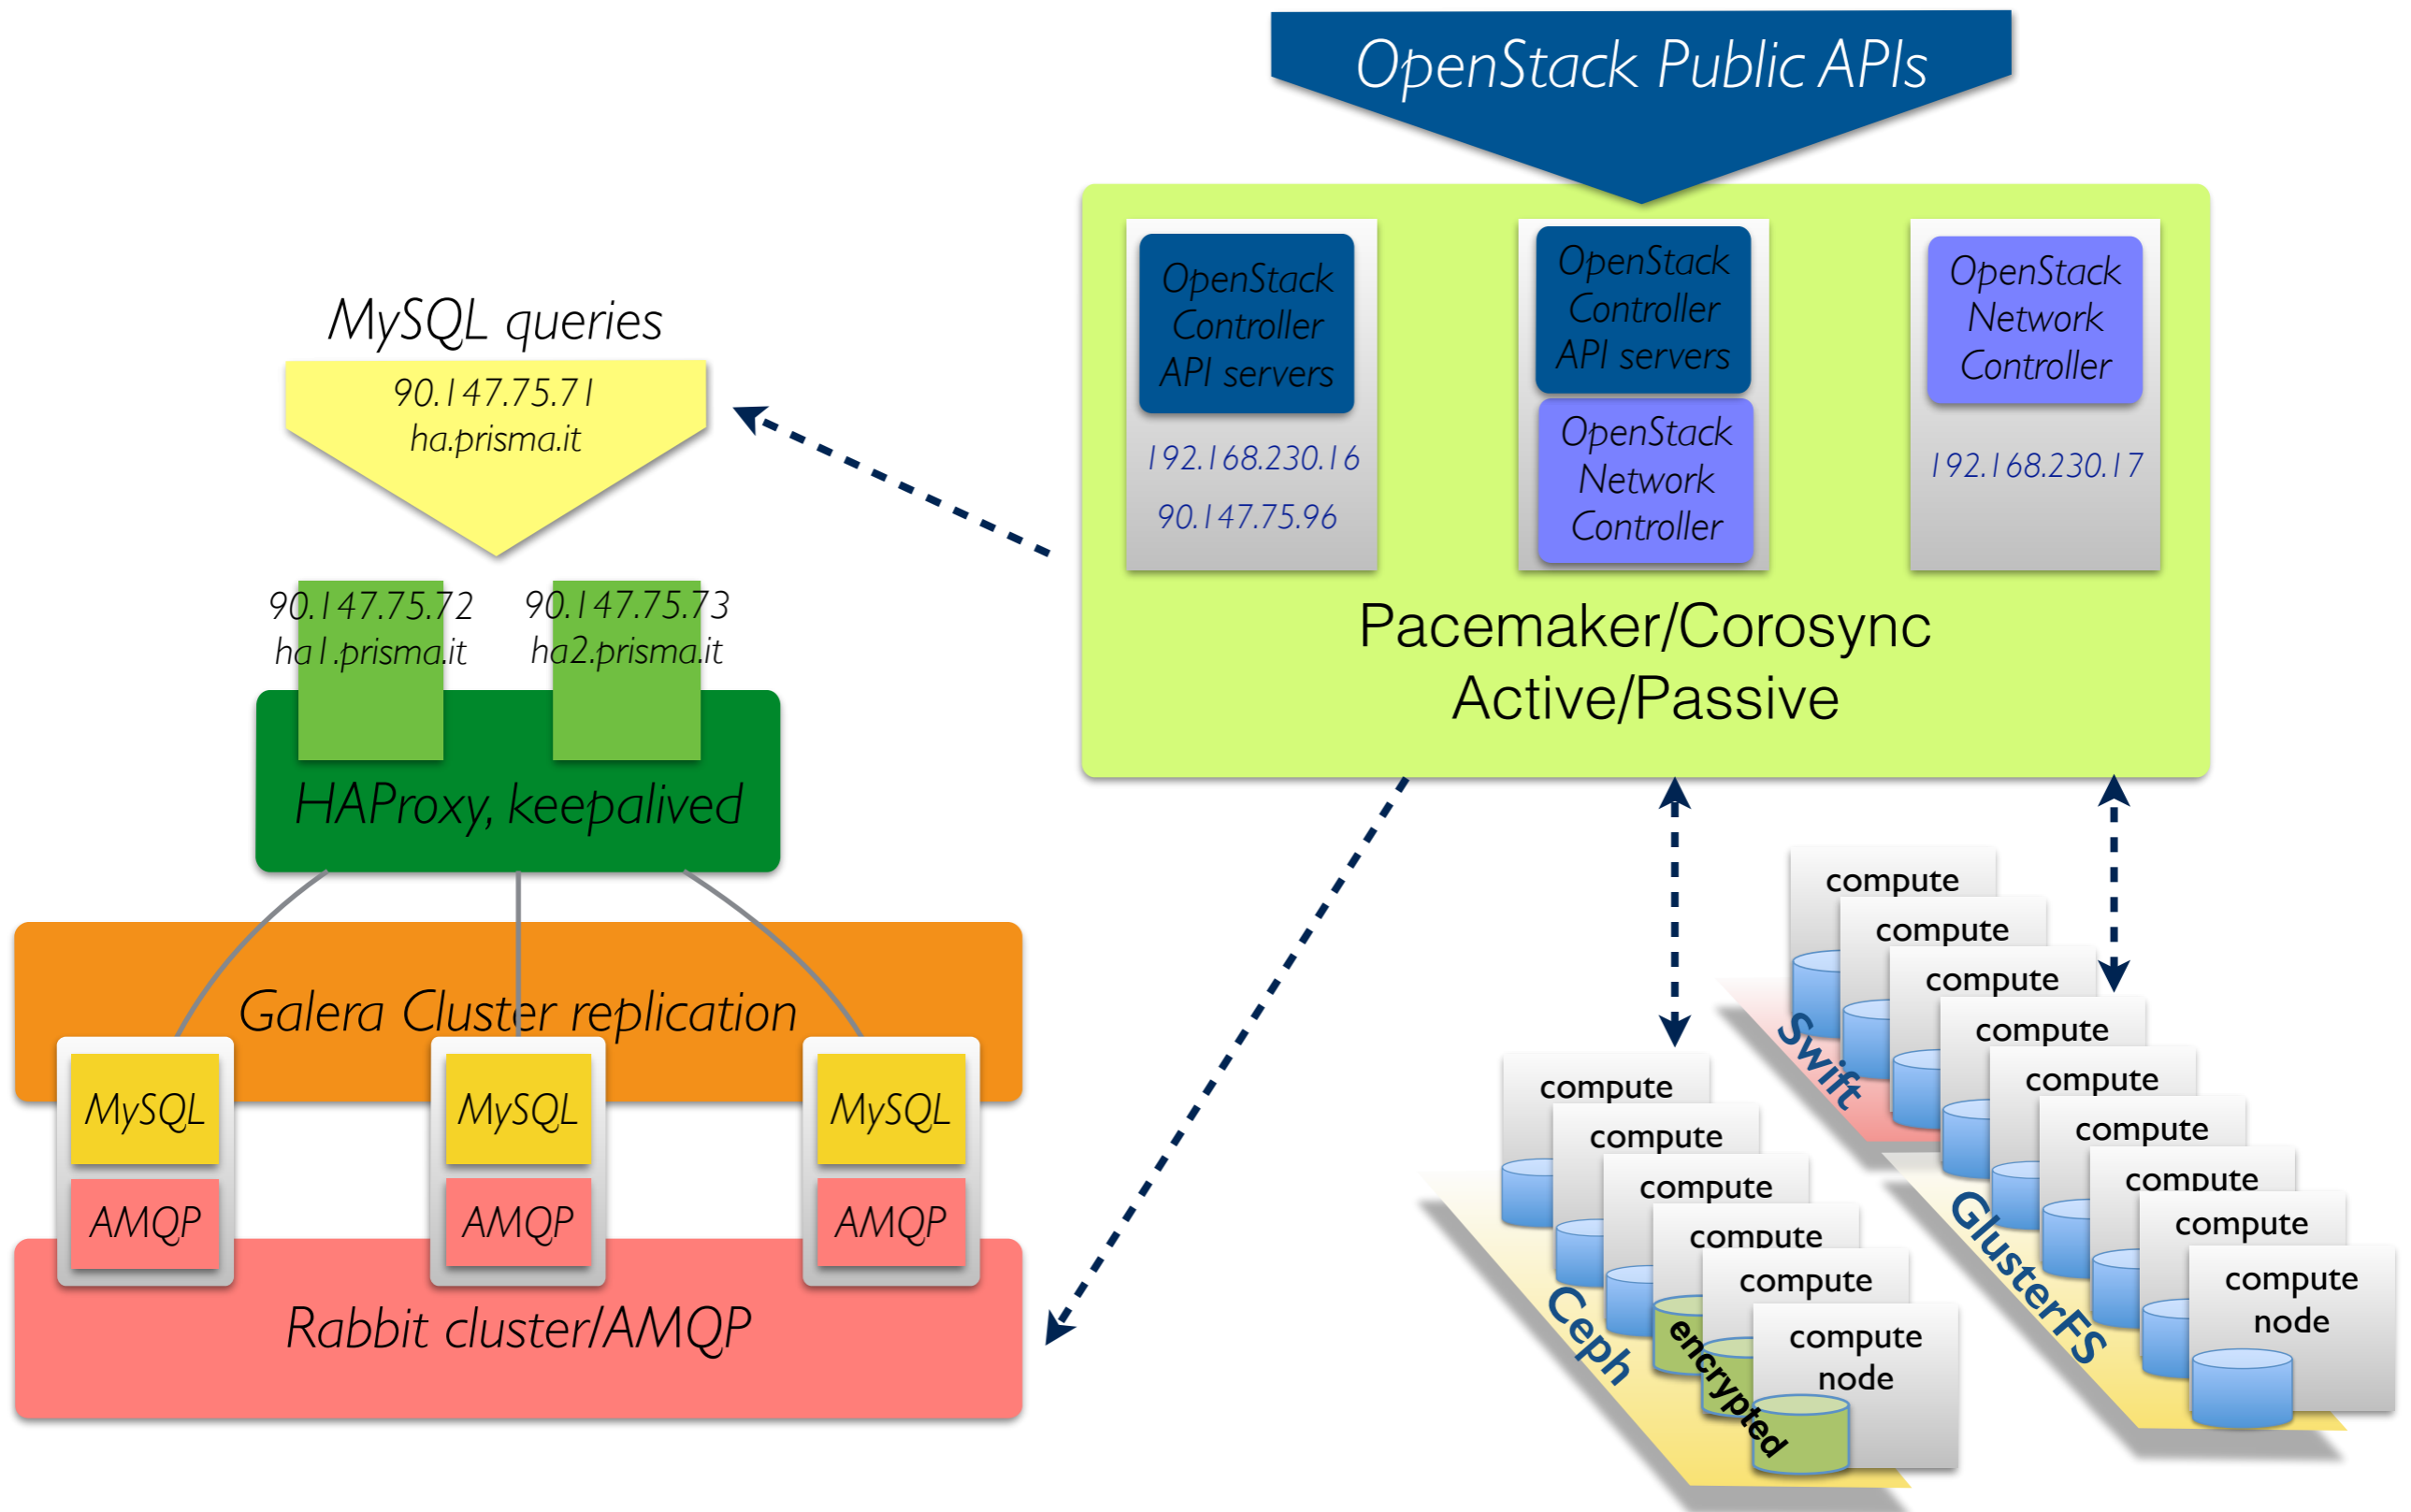 OpenStack Public APIs
OpenStack
Controller
API servers
192.168.230.16
90.147.75.96
OpenStack
Controller
API servers
OpenStack
Network
Controller
OpenStack
Network
Controller
192.168.230.17
Pacemaker/Corosync
Active/Passive
MySQL queries
90.147.75.71
ha.prisma.it
90.147.75.72
ha1.prisma.it
90.147.75.73
ha2.prisma.it
HAProxy, keepalived
Galera Cluster replication
MySQL
MySQL
MySQL
AMQP
AMQP
AMQP
Rabbit cluster/AMQP
compute
compute
compute
compute
compute
compute
node
Ceph
encrypted
compute
compute
compute
compute
compute
compute
compute
compute
compute
node
Swift
GlusterFS